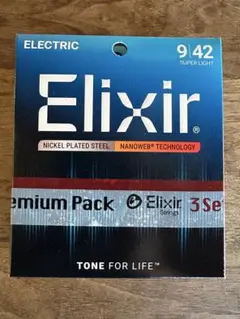 ELECTRIC
9|42
SUPER LIGHT
Elixir®
NICKEL PLATED STEEL
NANOWEB® TECHNOLOGY
emium Pack
Elixir
Strings
3 Se
TONE FOR LIFE™